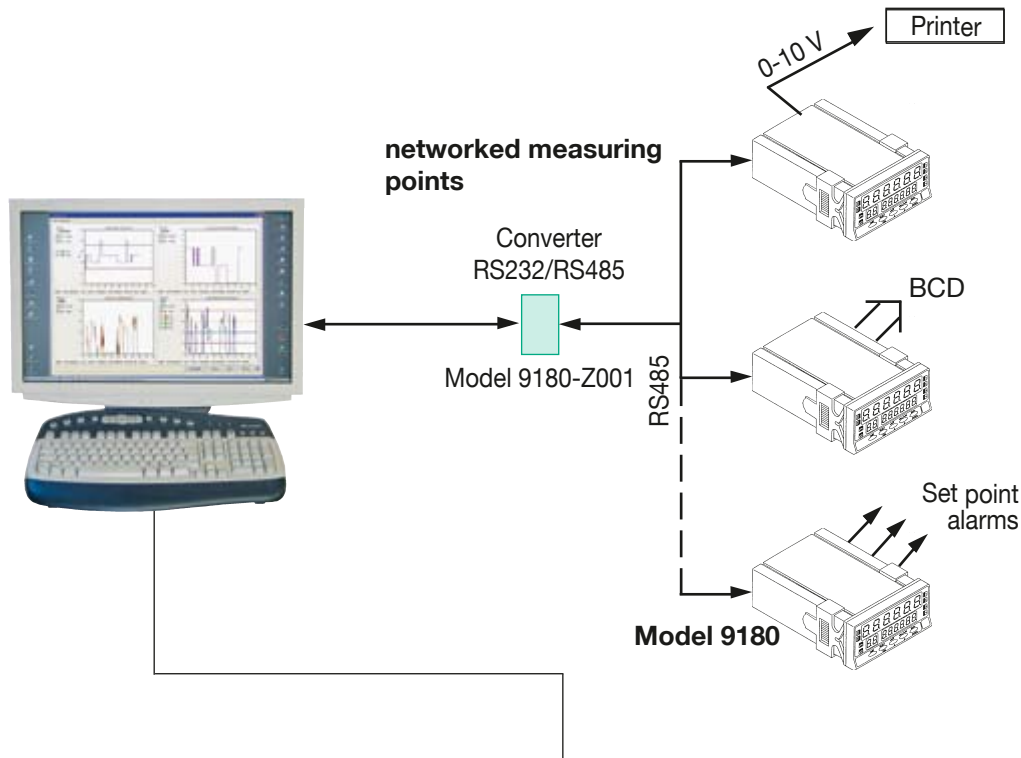 Printer
0-10 V
networked measuring
points
Converter
RS232/RS485
BCD
Model 9180-Z001
RS485
Set point
alarms
Model 9180